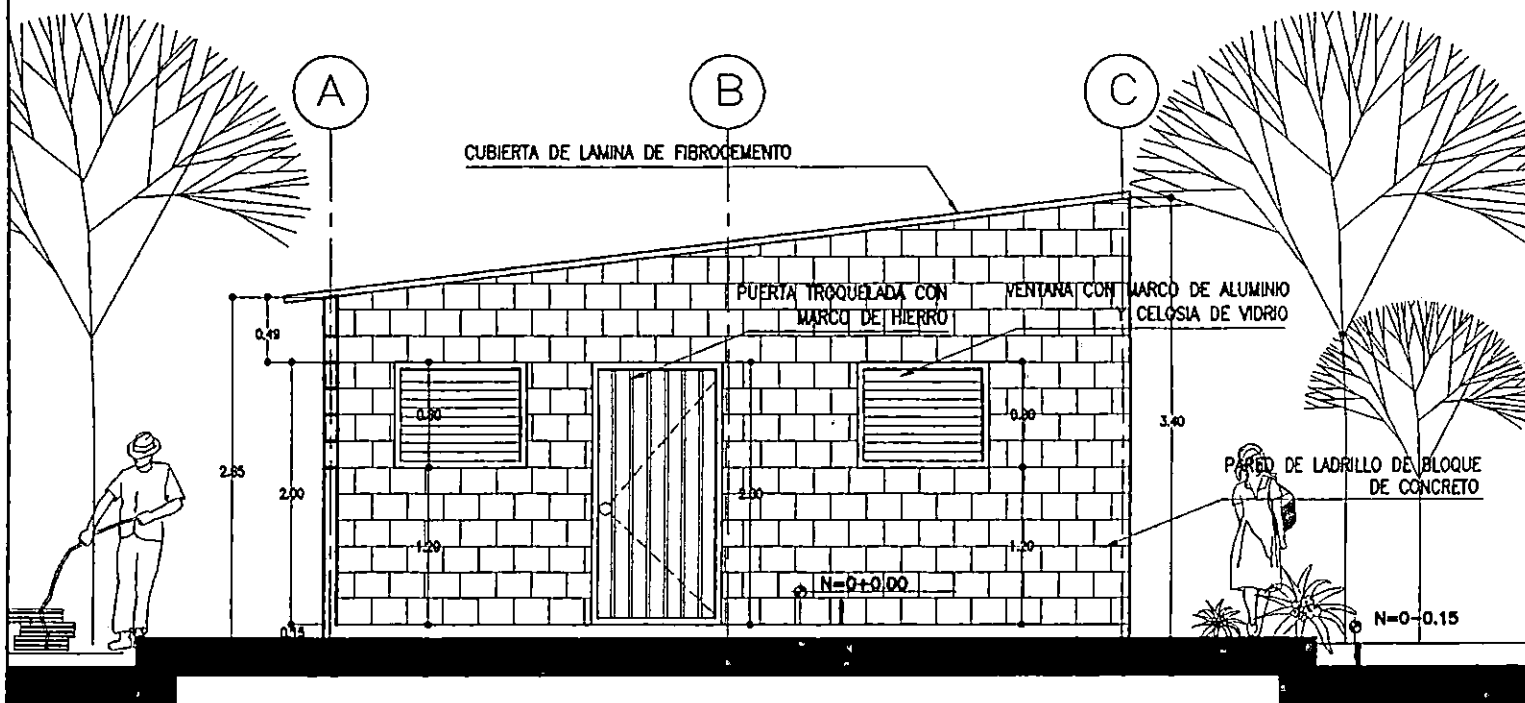 A
B
C
CUBIERTA DE LAMINA DE FIBROCEMENTO
PUERTA TROQUELADA CON
MARCO DE HIERRO
VENTANA CON MARCO DE ALUMINIO
Y CELOSIA DE VIDRIO
0.49
0.80
0.80
3.40
2.65
2.00
2.00
PARED DE LADRILLO DE BLOQUE
DE CONCRETO
1.20
1.20
N=0+0.00
0.15
N=0-0.15